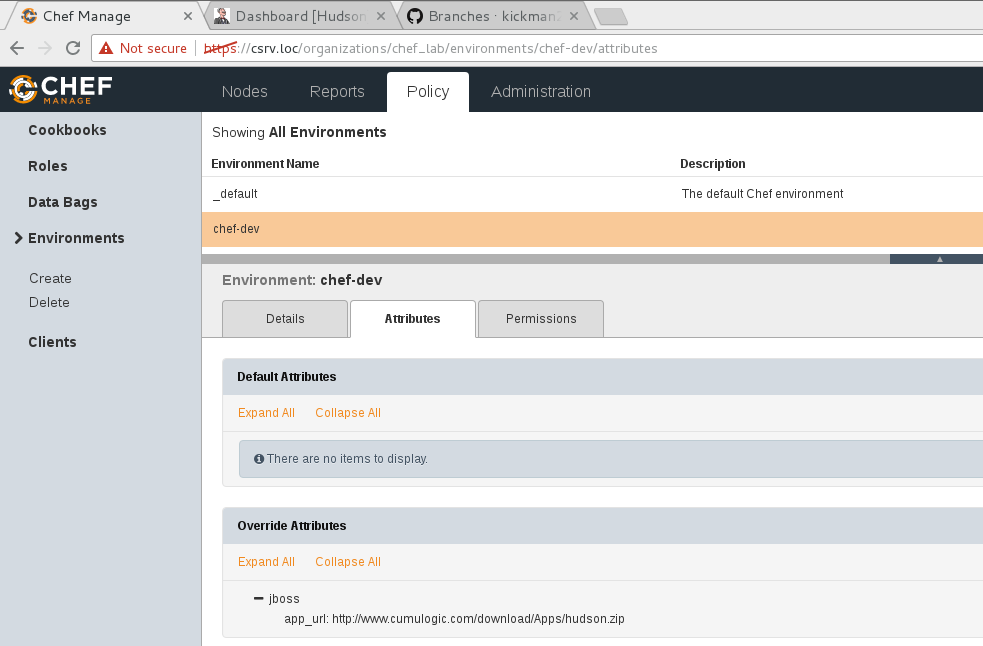 Chef Manage
Dashboard [Hudson
Branches · kickman2
Not secure https://csrv.loc/organizations/chef_lab/environments/chef-dev/attributes
CHEF
MANAGE
Nodes Reports Policy Administration
Cookbooks
Roles
Data Bags
Environments
Create
Delete
Clients
Showing All Environments
Environment Name Description
_default The default Chef environment
chef-dev
Environment: chef-dev
Details Attributes Permissions
Default Attributes
Expand All Collapse All
There are no items to display.
Override Attributes
Expand All Collapse All
jboss
app_url: http://www.cumulogic.com/download/Apps/hudson.zip